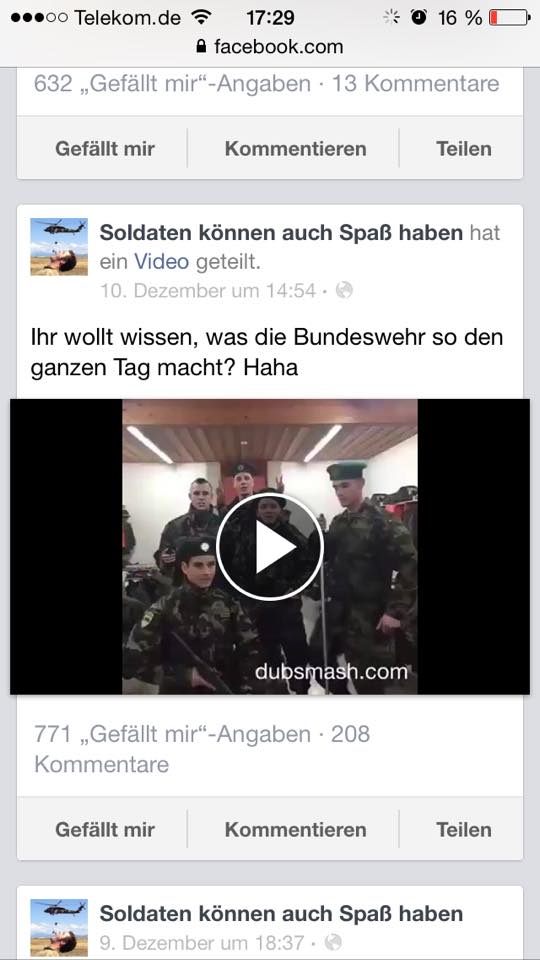 Telekom.de 17:29 16 %
facebook.com
632 „Gefällt mir“-Angaben · 13 Kommentare
Gefällt mir Kommentieren Teilen
Soldaten können auch Spaß haben hat
ein Video geteilt.
10. Dezember um 14:54 ·
Ihr wollt wissen, was die Bundeswehr so den
ganzen Tag macht? Haha
dubsmash.com
771 „Gefällt mir“-Angaben · 208
Kommentare
Gefällt mir Kommentieren Teilen
Soldaten können auch Spaß haben
9. Dezember um 18:37 ·